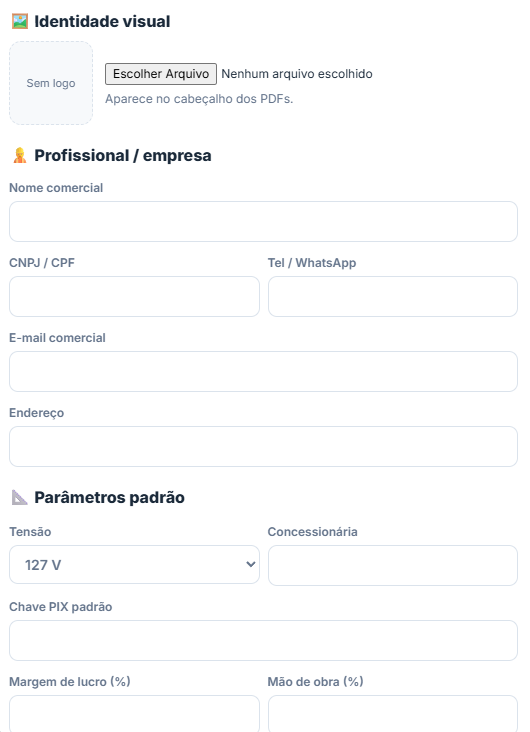 Identidade visual
Sem logo
Escolher Arquivo Nenhum arquivo escolhido
Aparece no cabeçalho dos PDFs.
Profissional / empresa
Nome comercial
CNPJ / CPF Tel / WhatsApp
E-mail comercial
Endereço
Parâmetros padrão
Tensão Concessionária
127 V
Chave PIX padrão
Margem de lucro (%) Mão de obra (%)